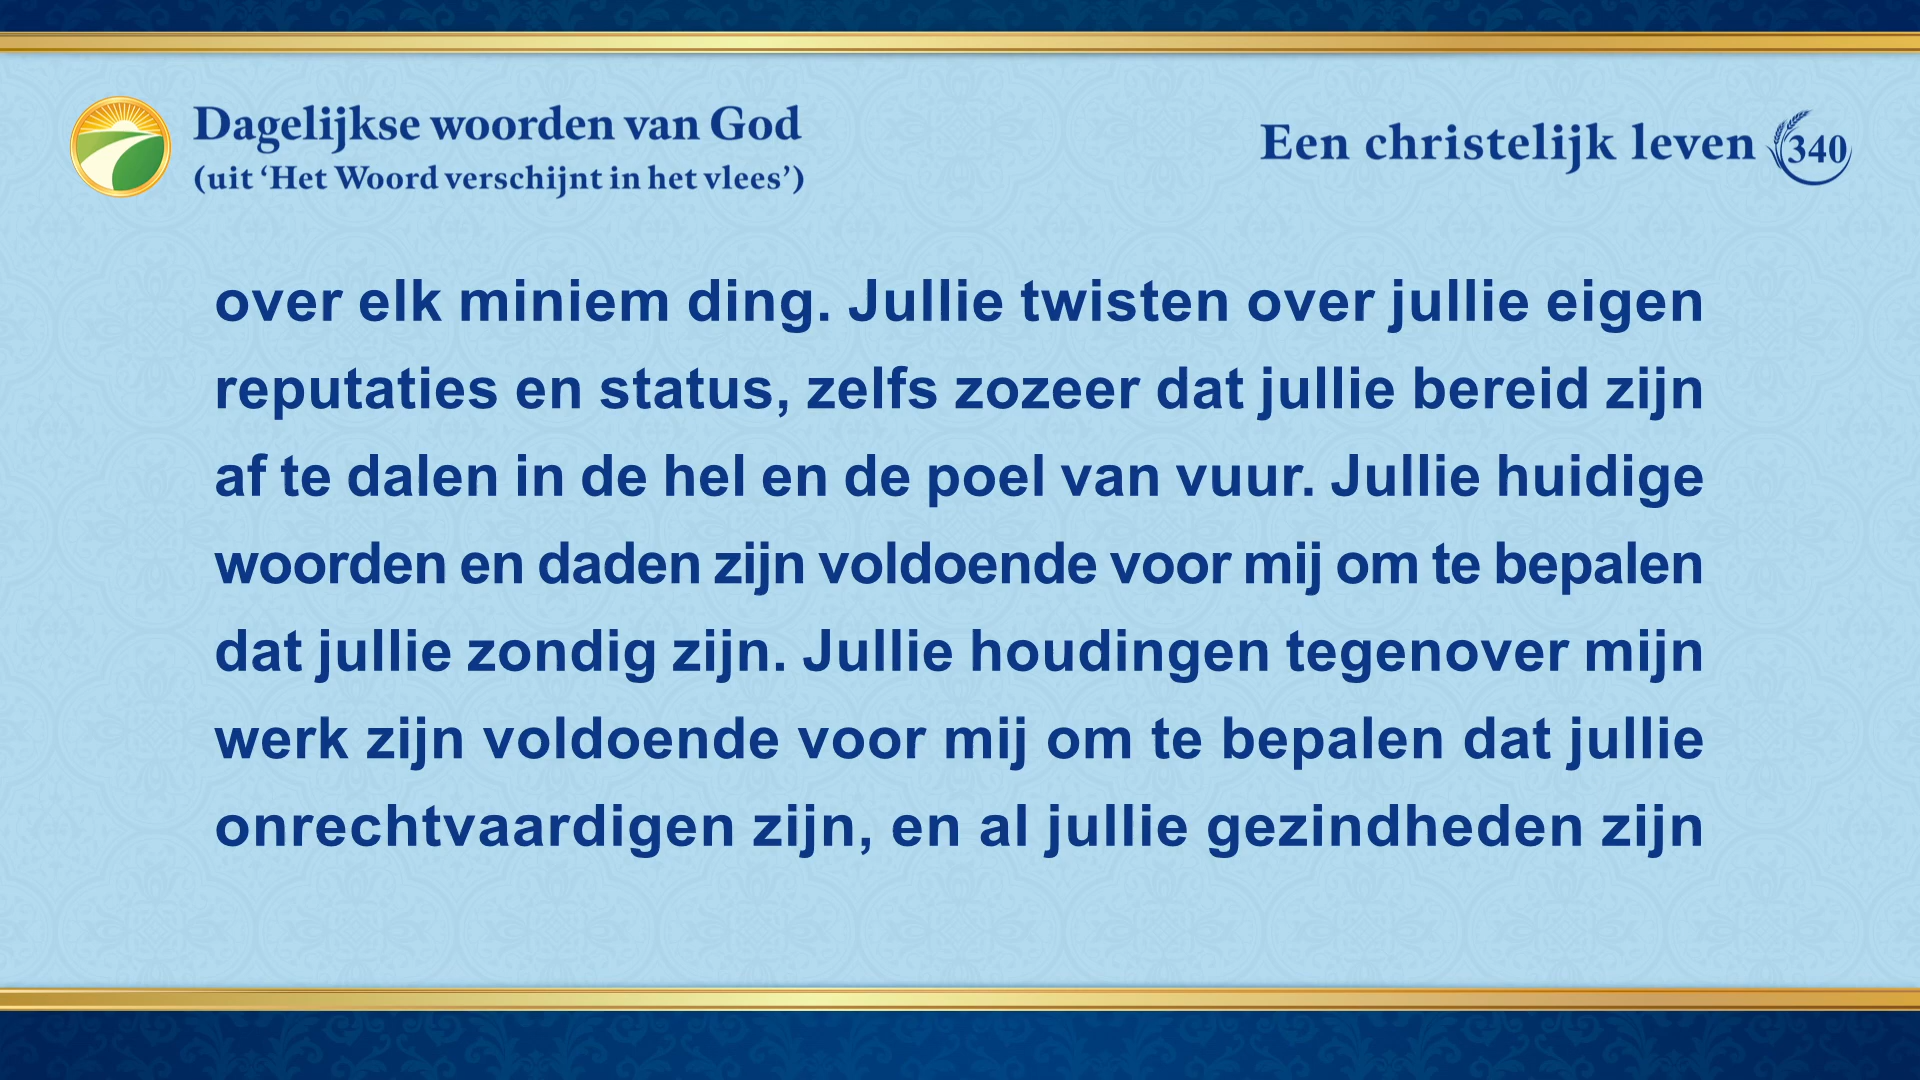 Dagelijkse woorden van God
(uit ‘Het Woord verschijnt in het vlees’)
Een christelijk leven 340
over elk miniem ding. Jullie twisten over jullie eigen
reputaties en status, zelfs zozeer dat jullie bereid zijn
af te dalen in de hel en de poel van vuur. Jullie huidige
woorden en daden zijn voldoende voor mij om te bepalen
dat jullie zondig zijn. Jullie houdingen tegenover mijn
werk zijn voldoende voor mij om te bepalen dat jullie
onrechtvaardigen zijn, en al jullie gezindheden zijn